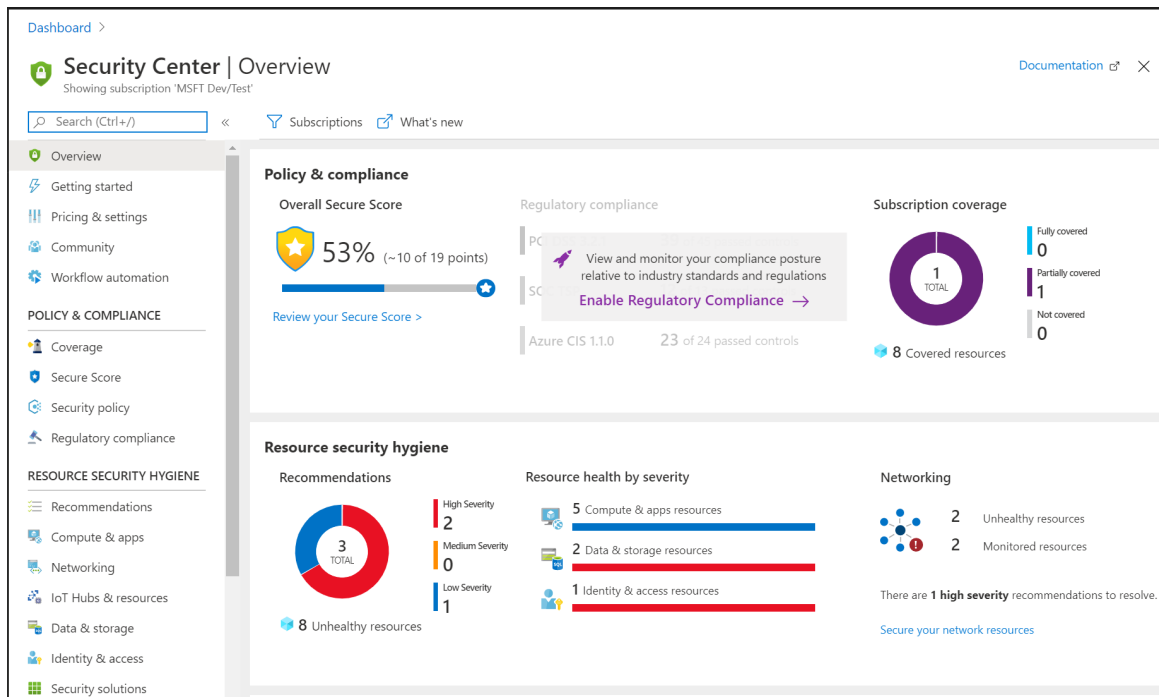 Dashboard >
Security Center | Overview
Showing subscription 'MSFT Dev/Test'
Documentation
Search (Ctrl+/)
«
Subscriptions
What's new
Overview
Getting started
Pricing & settings
Community
Workflow automation
POLICY & COMPLIANCE
Coverage
Secure Score
Security policy
Regulatory compliance
RESOURCE SECURITY HYGIENE
Recommendations
Compute & apps
Networking
IoT Hubs & resources
Data & storage
Identity & access
Security solutions
Policy & compliance
Overall Secure Score
53% (~10 of 19 points)
Review your Secure Score >
Regulatory compliance
View and monitor your compliance posture
relative to industry standards and regulations
Enable Regulatory Compliance →
Azure CIS 1.1.0 23 of 24 passed controls
Subscription coverage
1
TOTAL
Fully covered
0
Partially covered
1
Not covered
0
8 Covered resources
Resource security hygiene
Recommendations
3
TOTAL
High Severity
2
Medium Severity
0
Low Severity
1
8 Unhealthy resources
Resource health by severity
5 Compute & apps resources
2 Data & storage resources
SQL
1 Identity & access resources
Networking
2 Unhealthy resources
2 Monitored resources
There are 1 high severity recommendations to resolve.
Secure your network resources